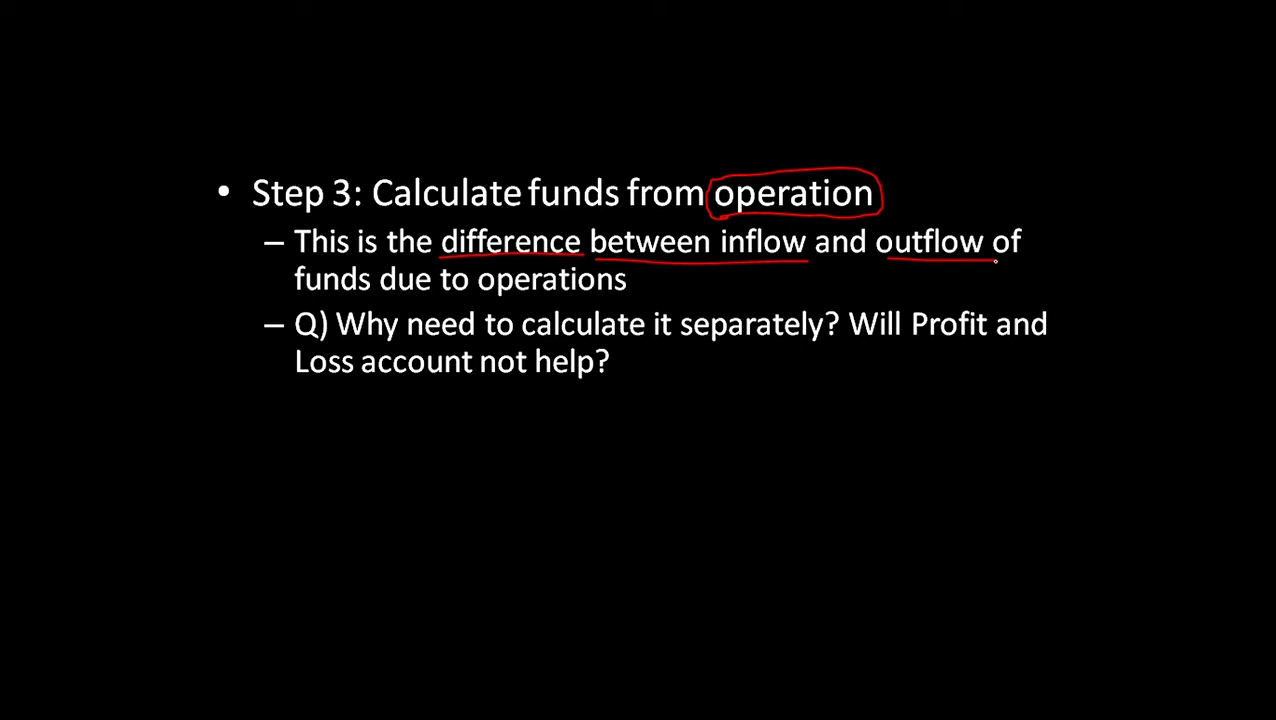 • Step 3: Calculate funds from operation
– This is the difference between inflow and outflow of
funds due to operations
– Q) Why need to calculate it separately? Will Profit and
Loss account not help?